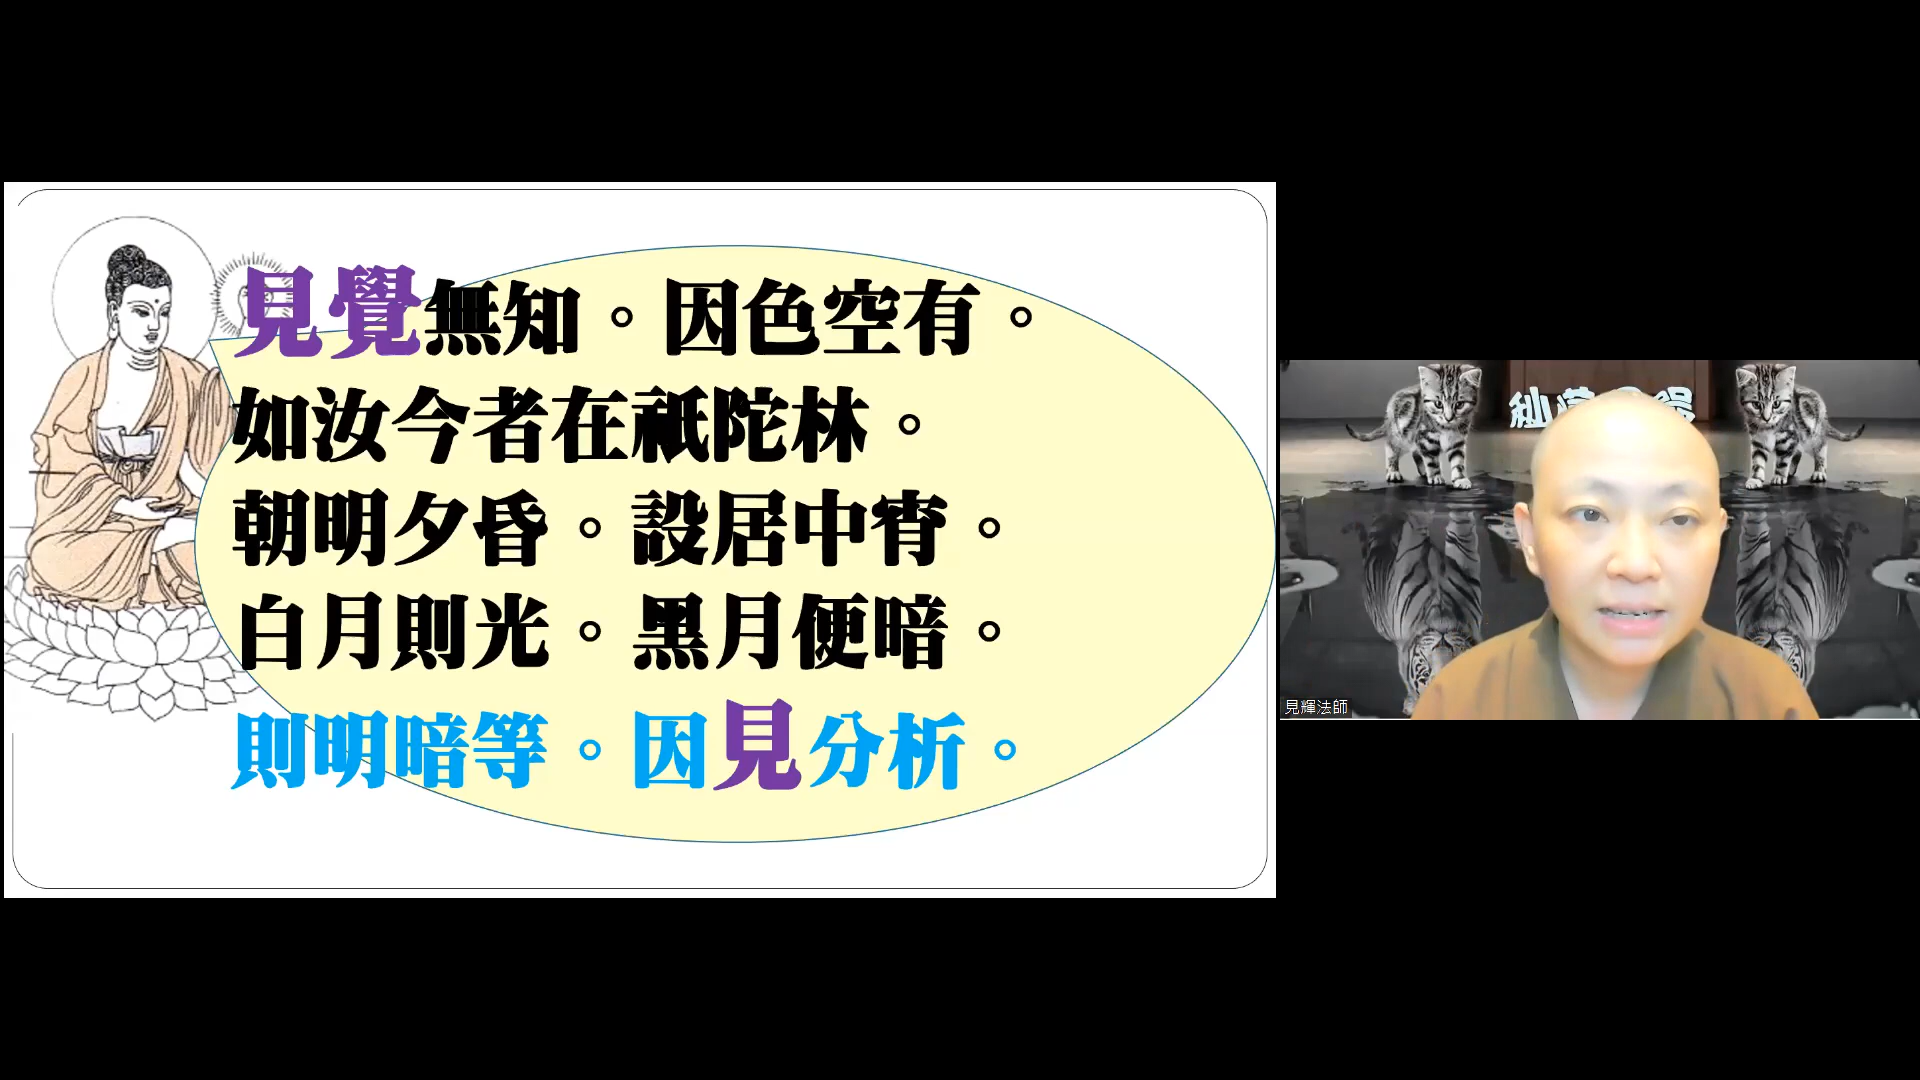 見覺無知。因色空有。
如汝今者在祇陀林。
朝明夕昏。設居中宵。
白月則光。黑月便暗。
則明暗等。因見分析。
見輝法師